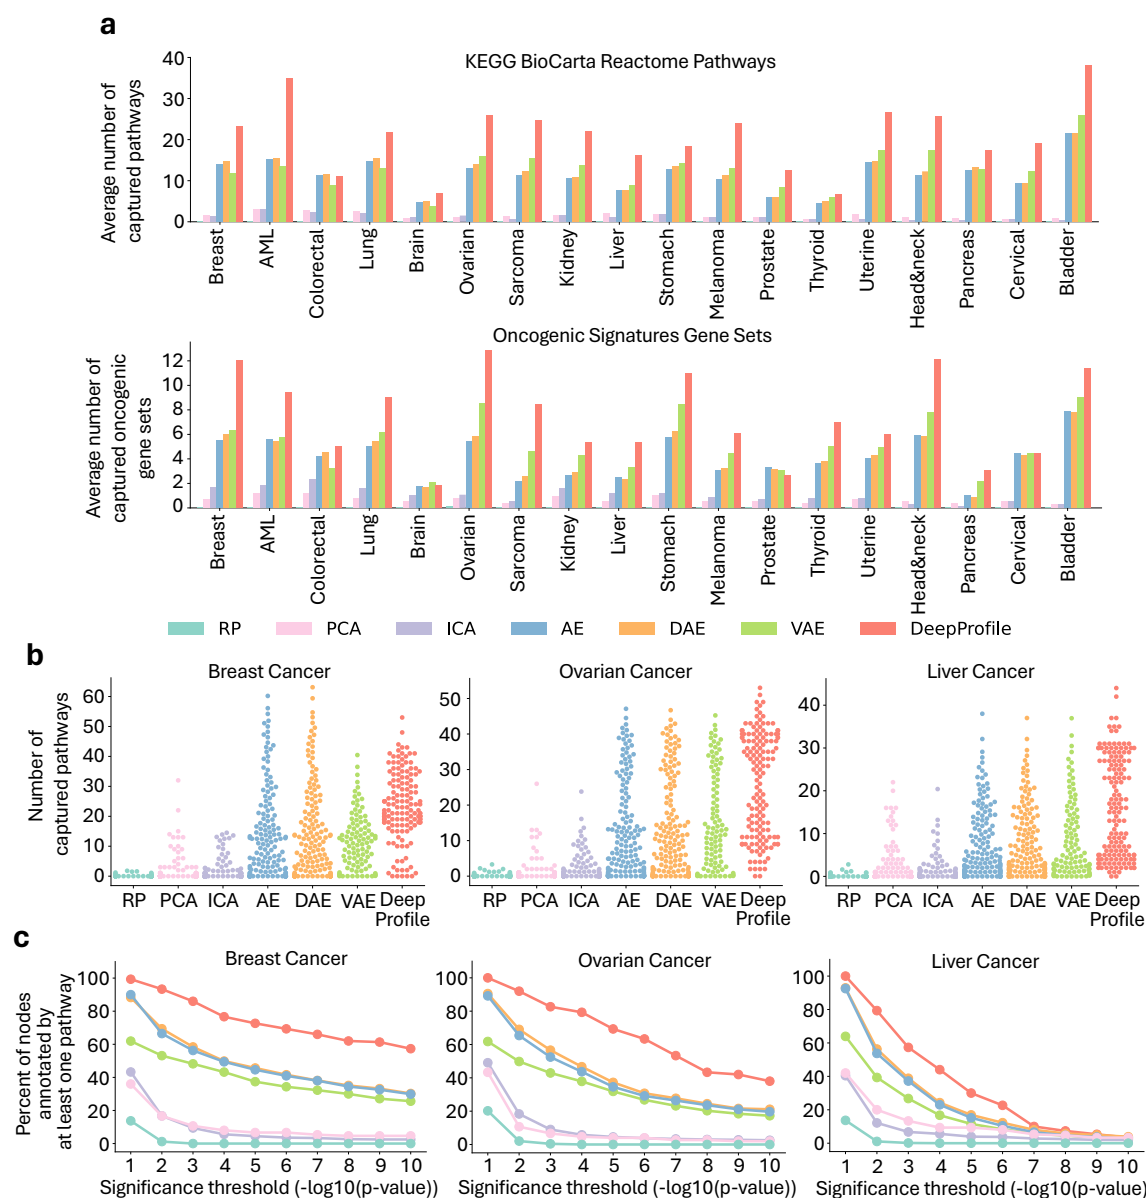 a
KEGG BioCarta Reactome Pathways
Average number of
captured pathways
40
30
20
10
0
Breast
AML
Colorectal
Lung
Brain
Ovarian
Sarcoma
Kidney
Liver
Stomach
Melanoma
Prostate
Thyroid
Uterine
Head&neck
Pancreas
Cervical
Bladder
Oncogenic Signatures Gene Sets
Average number of
captured oncogenic
gene sets
12
10
8
6
4
2
0
Breast
AML
Colorectal
Lung
Brain
Ovarian
Sarcoma
Kidney
Liver
Stomach
Melanoma
Prostate
Thyroid
Uterine
Head&neck
Pancreas
Cervical
Bladder
RP PCA ICA AE DAE VAE DeepProfile
b
Breast Cancer
Number of
captured pathways
60
50
40
30
20
10
0
RP PCA ICA AE DAE VAE Deep
Profile
Ovarian Cancer
50
40
30
20
10
0
RP PCA ICA AE DAE VAE Deep
Profile
Liver Cancer
40
30
20
10
0
RP PCA ICA AE DAE VAE Deep
Profile
c
Breast Cancer
Percent of nodes
annotated by
at least one pathway
100
80
60
40
20
0
1 2 3 4 5 6 7 8 9 10
Significance threshold (-log10(p-value))
Ovarian Cancer
100
80
60
40
20
0
1 2 3 4 5 6 7 8 9 10
Significance threshold (-log10(p-value))
Liver Cancer
100
80
60
40
20
0
1 2 3 4 5 6 7 8 9 10
Significance threshold (-log10(p-value))